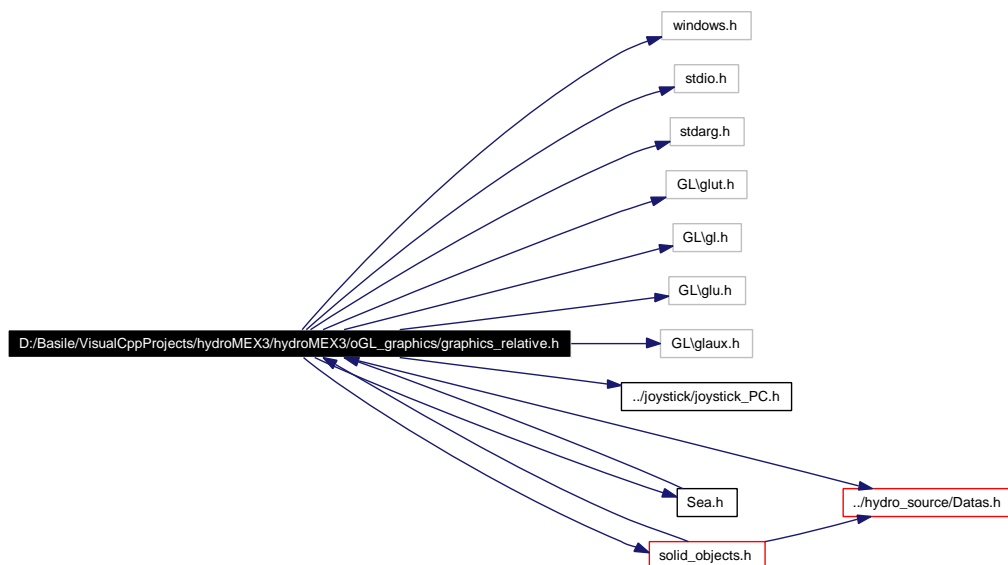 windows.h
stdio.h
stdarg.h
GL\glut.h
GL\gl.h
GL\glu.h
D:/Basile/VisualCppProjects/hydroMEX3/hydroMEX3/oGL_graphics/graphics_relative.h
GL\glaux.h
../joystick/joystick_PC.h
Sea.h
../hydro_source/Datas.h
solid_objects.h